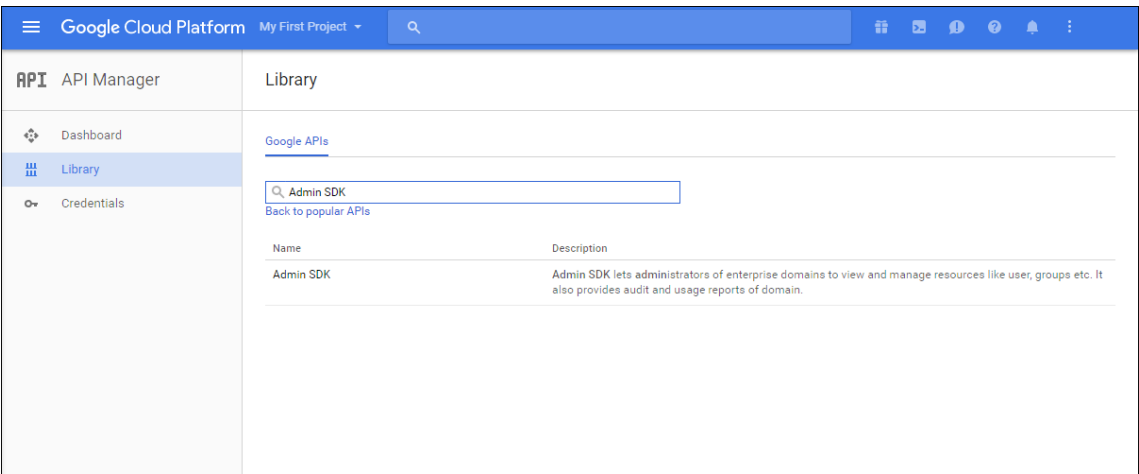 Google Cloud Platform My First Project
API API Manager
Library
Dashboard
Library
Credentials
Google APIs
Admin SDK
Back to popular APIs
Name Description
Admin SDK Admin SDK lets administrators of enterprise domains to view and manage resources like user, groups etc. It
also provides audit and usage reports of domain.